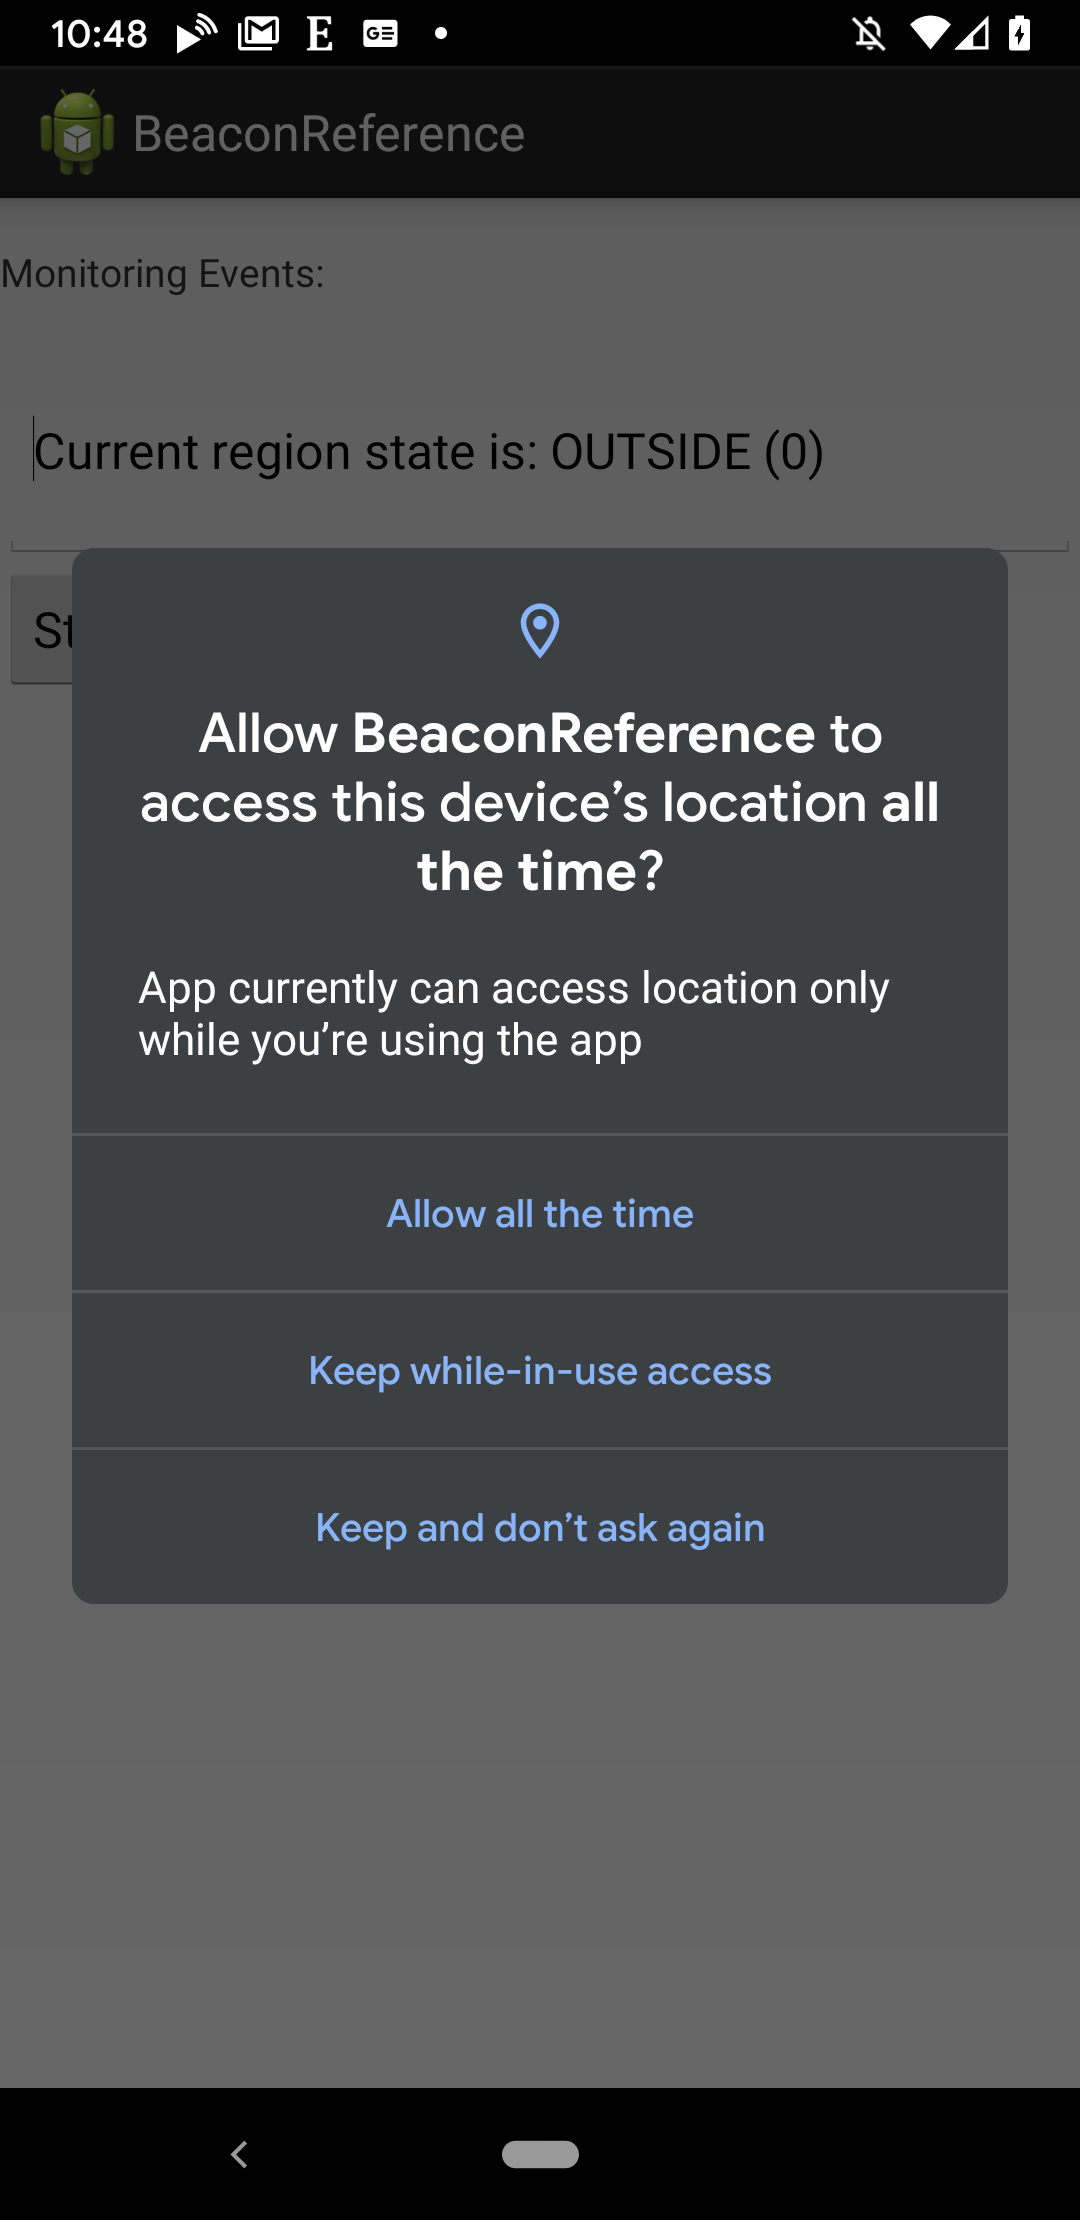 10:48
E
GE
BeaconReference
Monitoring Events:
Current region state is: OUTSIDE (0)
St
Allow BeaconReference to
access this device’s location all
the time?
App currently can access location only
while you’re using the app
Allow all the time
Keep while-in-use access
Keep and don’t ask again